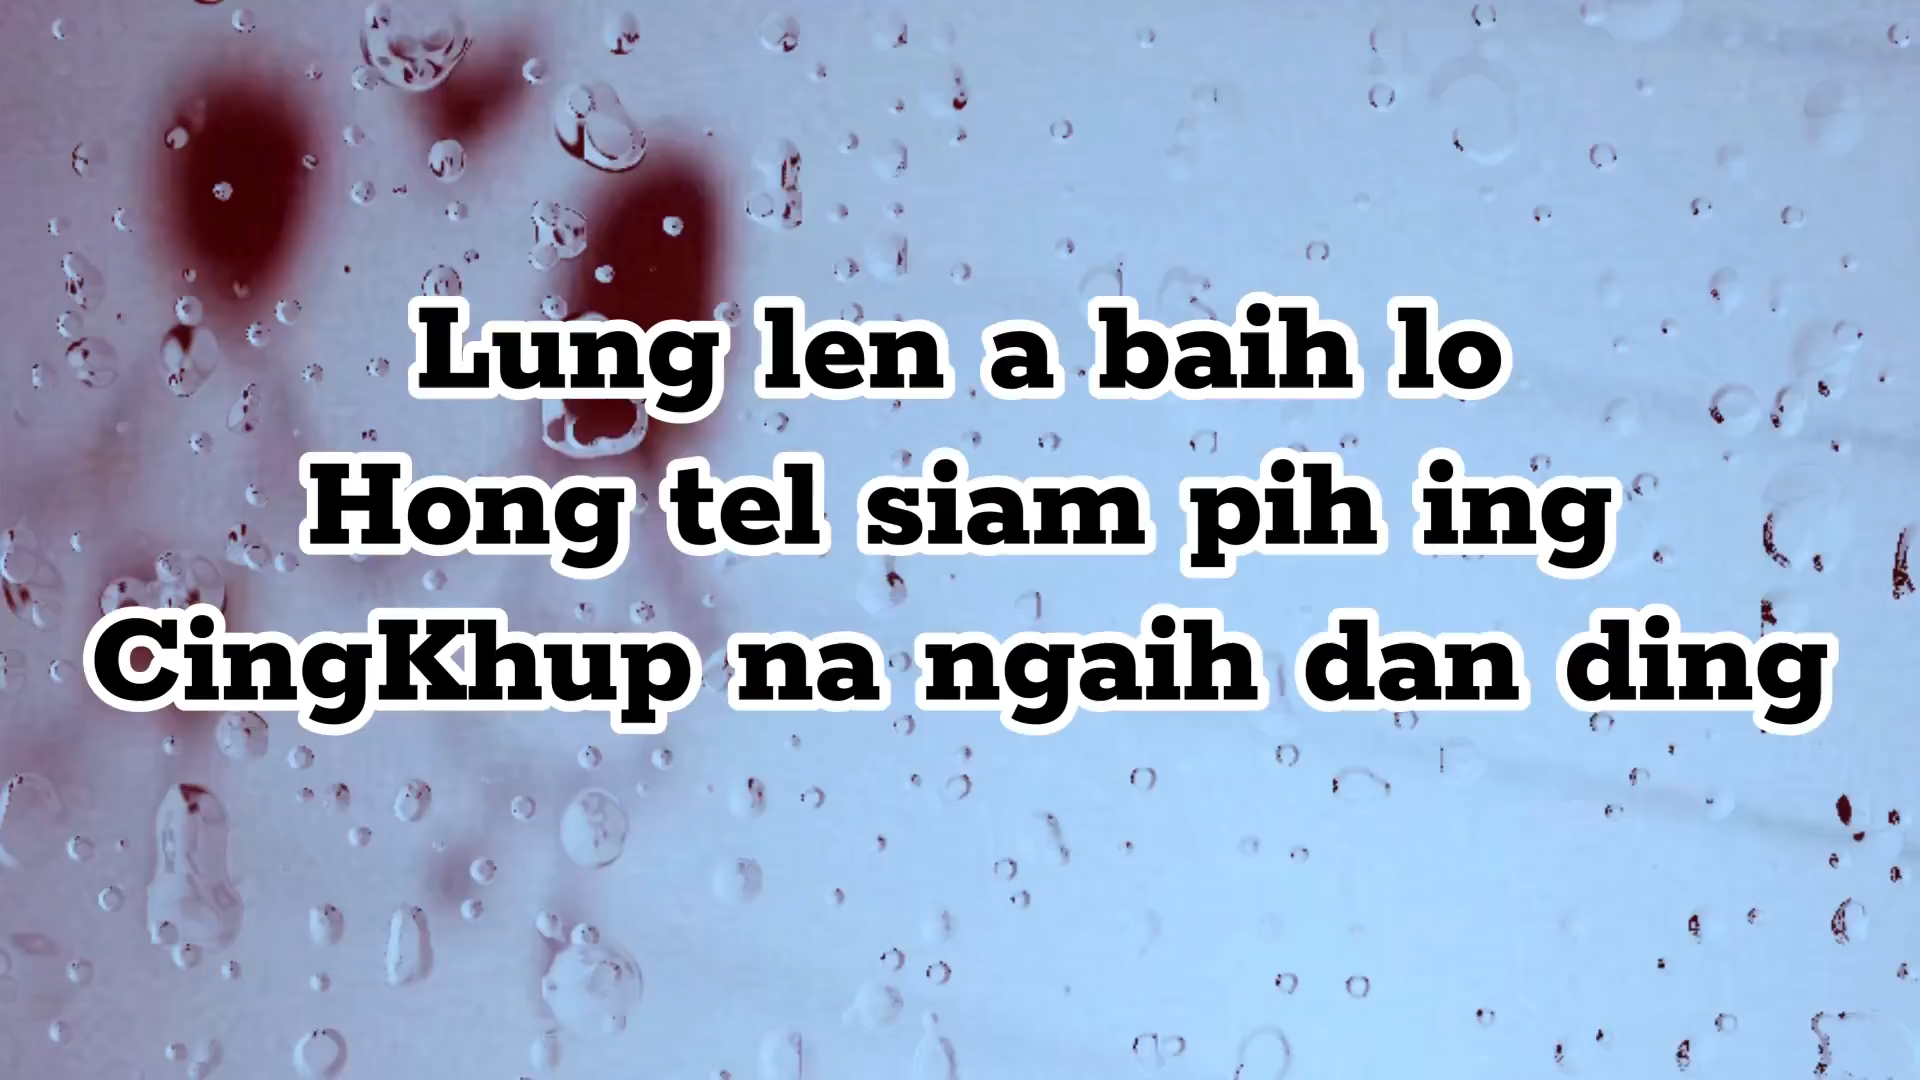 Lung len a baih lo
Hong tel siam pih ing
CingKhup na ngaih dan ding